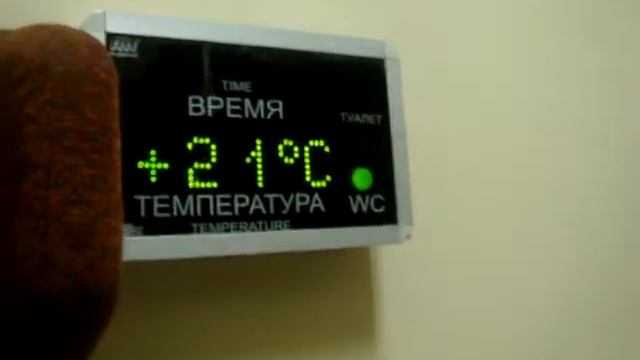 TIME
ВРЕМЯ
ТУАЛЕТ
+21°C
ТЕМПЕРАТУРА WC
TEMPERATURE